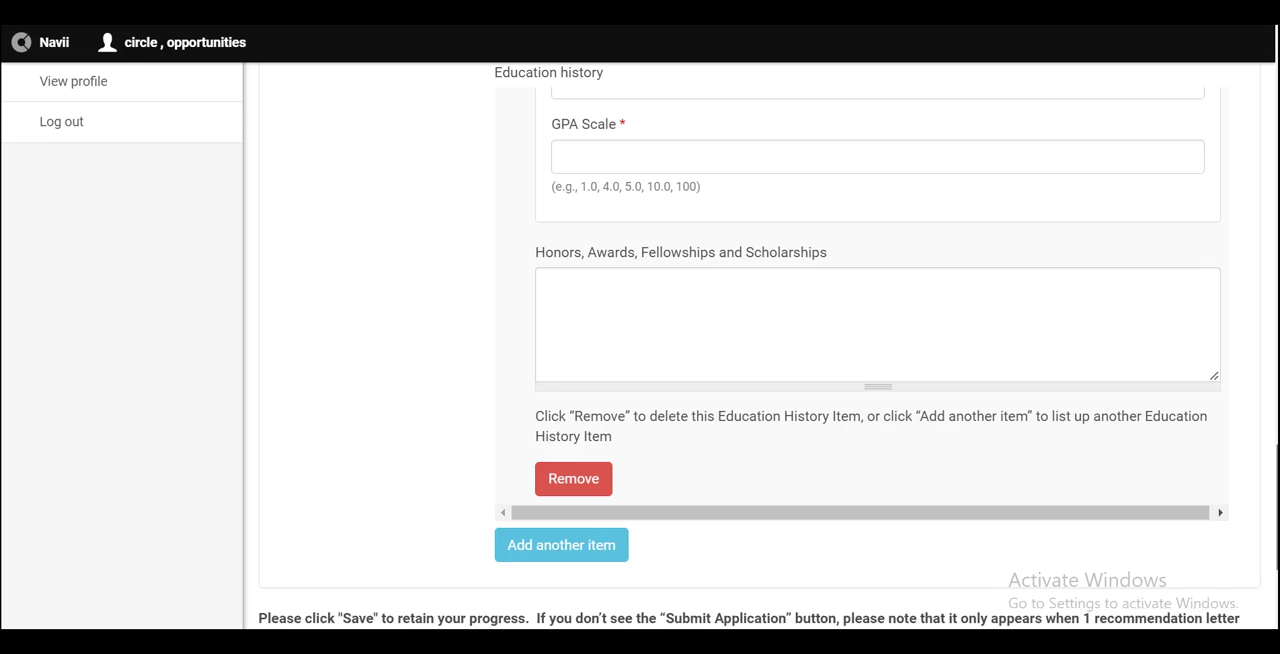 Navii circle , opportunities
View profile
Log out
Education history
GPA Scale *
(e.g., 1.0, 4.0, 5.0, 10.0, 100)
Honors, Awards, Fellowships and Scholarships
Click “Remove” to delete this Education History Item, or click “Add another item” to list up another Education
History Item
Remove
Add another item
Activate Windows
Go to Settings to activate Windows.
Please click "Save" to retain your progress. If you don’t see the “Submit Application” button, please note that it only appears when 1 recommendation letter